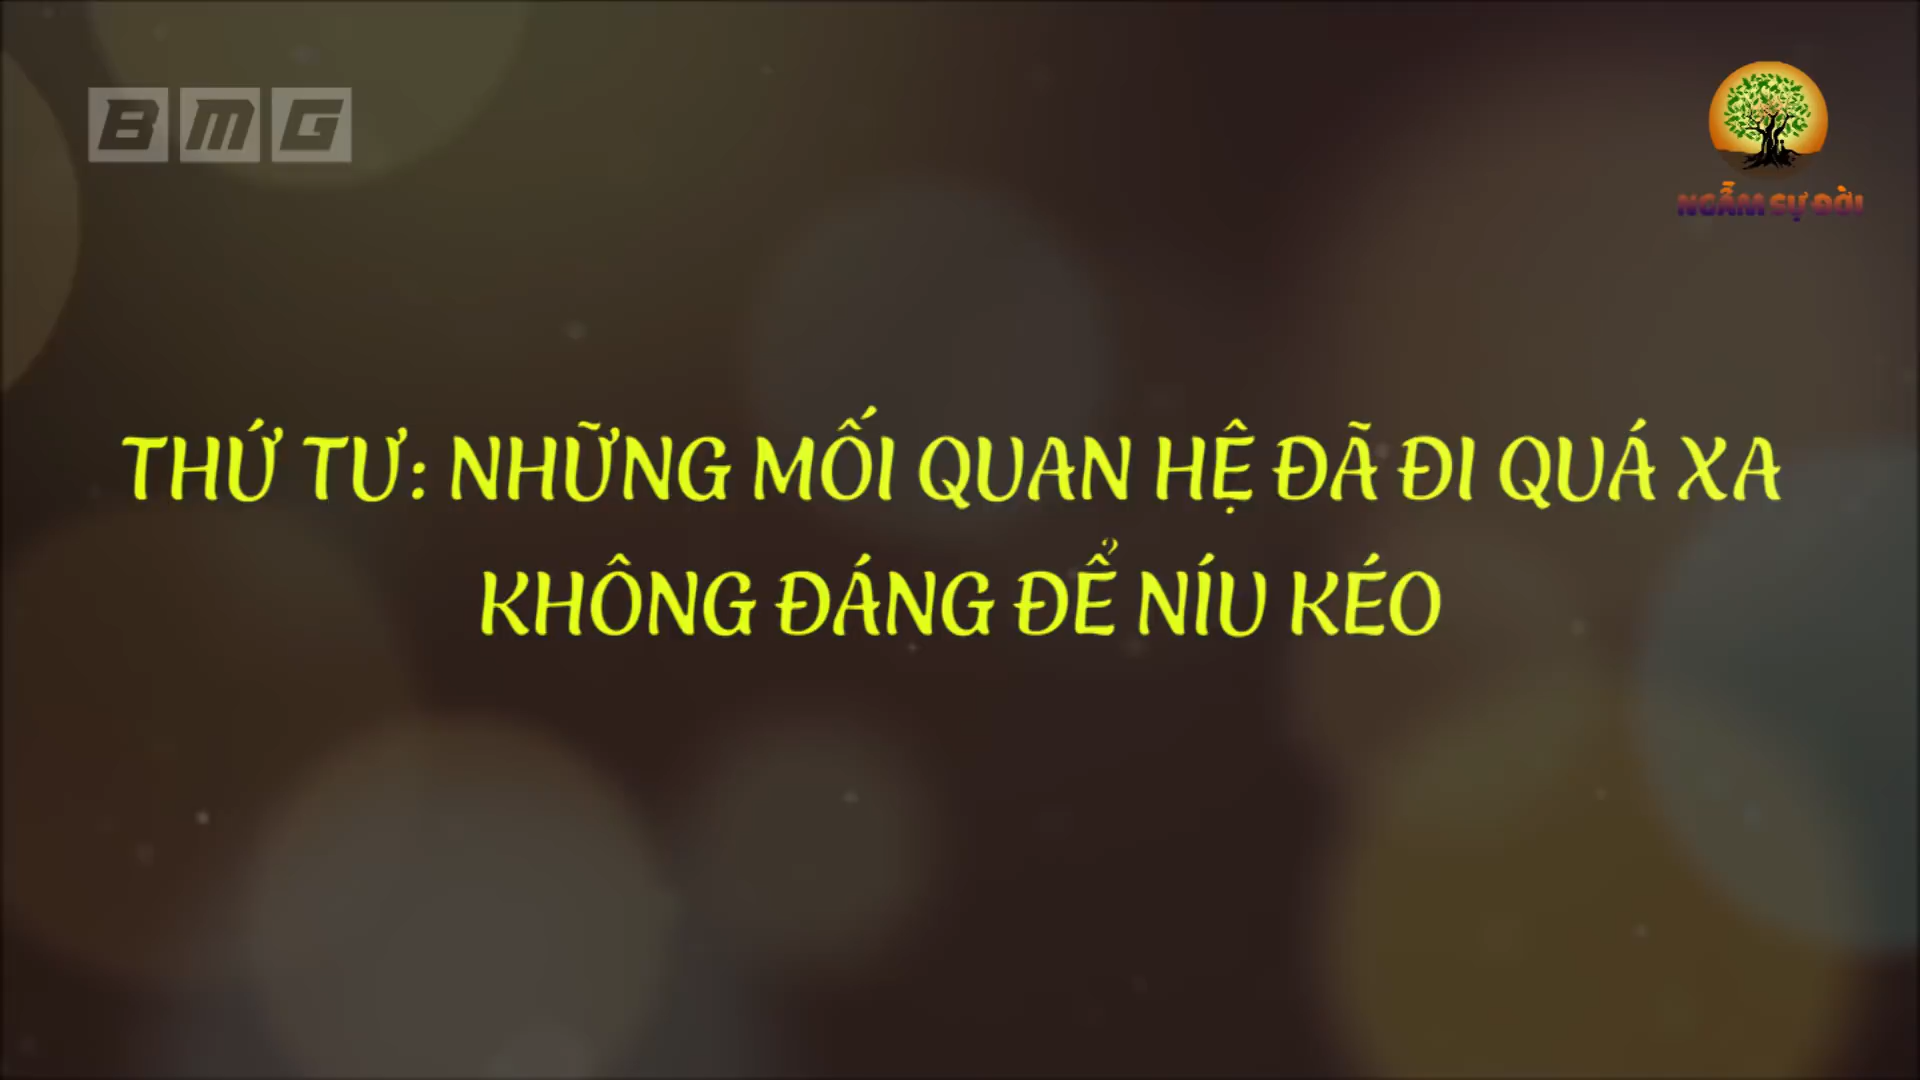 BMG
NGẪM SỰ ĐỜI
THỨ TƯ: NHỮNG MỐI QUAN HỆ ĐÃ ĐI QUÁ XA
KHÔNG ĐÁNG ĐỂ NÍU KÉO